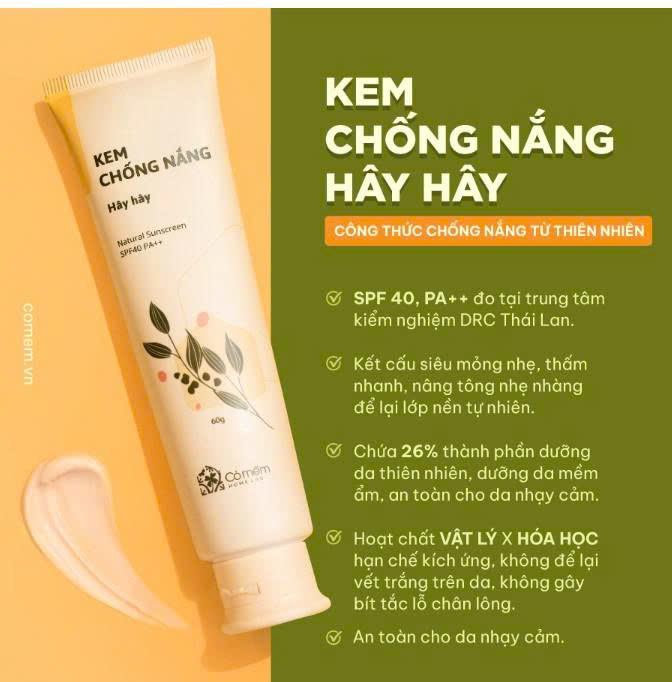 KEM
CHỐNG NẮNG
HÂY HÂY
CÔNG THỨC CHỐNG NẮNG TỪ THIÊN NHIÊN
SPF 40, PA++ đo tại trung tâm
kiểm nghiệm DRC Thái Lan.
Kết cấu siêu mỏng nhẹ, thấm
nhanh, nâng tông nhẹ nhàng
để lại lớp nền tự nhiên.
Chứa 26% thành phần dưỡng
da thiên nhiên, dưỡng da mềm
ẩm, an toàn cho da nhạy cảm.
Hoạt chất VẬT LÝ X HÓA HỌC
hạn chế kích ứng, không để lại
vết trắng trên da, không gây
bít tắc lỗ chân lông.
An toàn cho da nhạy cảm.
KEM
CHỐNG NẮNG
Hây hây
Natural Sunscreen
SPF40 PA++
60g
Cỏ mềm
HOME LAB
comem.vn